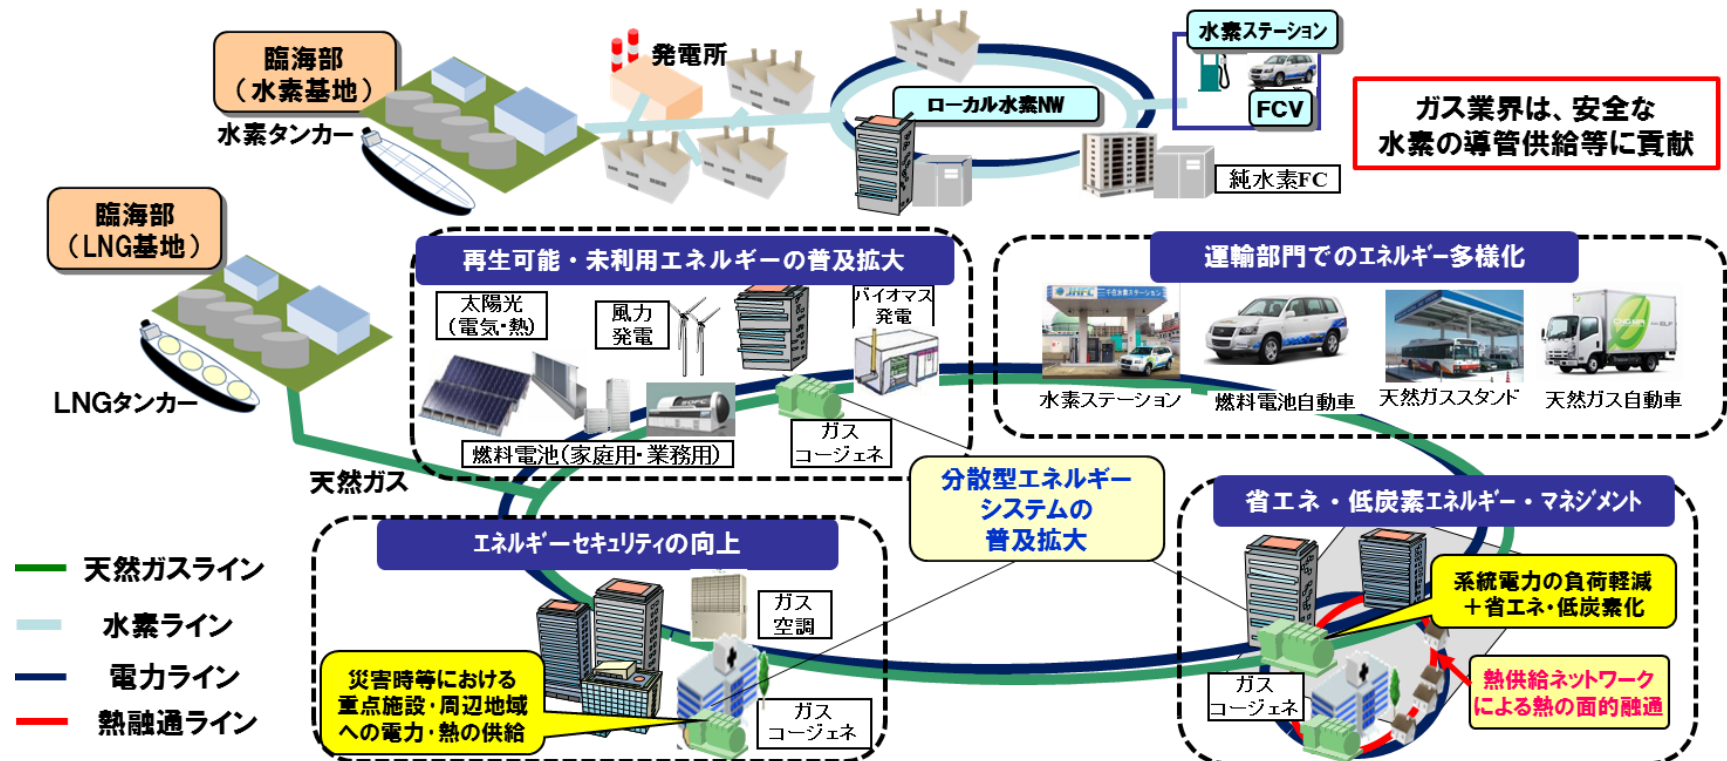 臨海部
（水素基地）
水素タンカー
発電所
ローカル水素NW
水素ステーション
FCV
純水素FC
ガス業界は、安全な
水素の導管供給等に貢献
臨海部
（LNG基地）
LNGタンカー
天然ガス
再生可能・未利用エネルギーの普及拡大
太陽光
(電気・熱)
風力
発電
バイオマス
発電
燃料電池(家庭用・業務用)
ガス
コージェネ
運輸部門でのエネルギー多様化
JHFC
水素ステーション
燃料電池自動車
天然ガススタンド
天然ガス自動車
分散型エネルギー
システムの
普及拡大
エネルギーセキュリティの向上
ガス
空調
災害時等における
重点施設・周辺地域
への電力・熱の供給
ガス
コージェネ
省エネ・低炭素エネルギー・マネジメント
系統電力の負荷軽減
＋省エネ・低炭素化
ガス
コージェネ
熱供給ネットワーク
による熱の面的融通
天然ガスライン
水素ライン
電力ライン
熱融通ライン